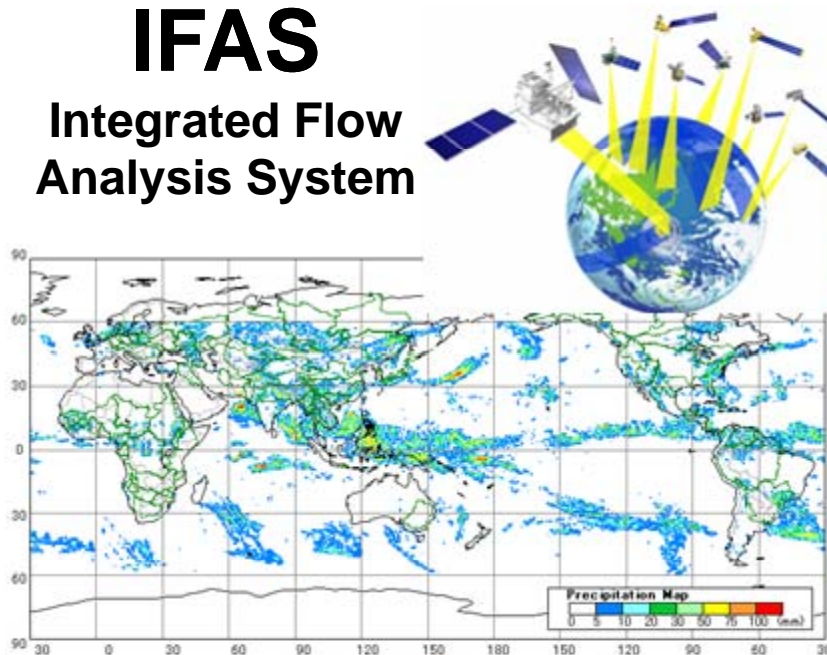 IFAS
Integrated Flow
Analysis System
90
60
30
0
30
60
90
Precipitation Map
0 5 10 20 30 50 75 100 (mm)
30 0 30 60 90 120 150 180 150 120 90 60 30